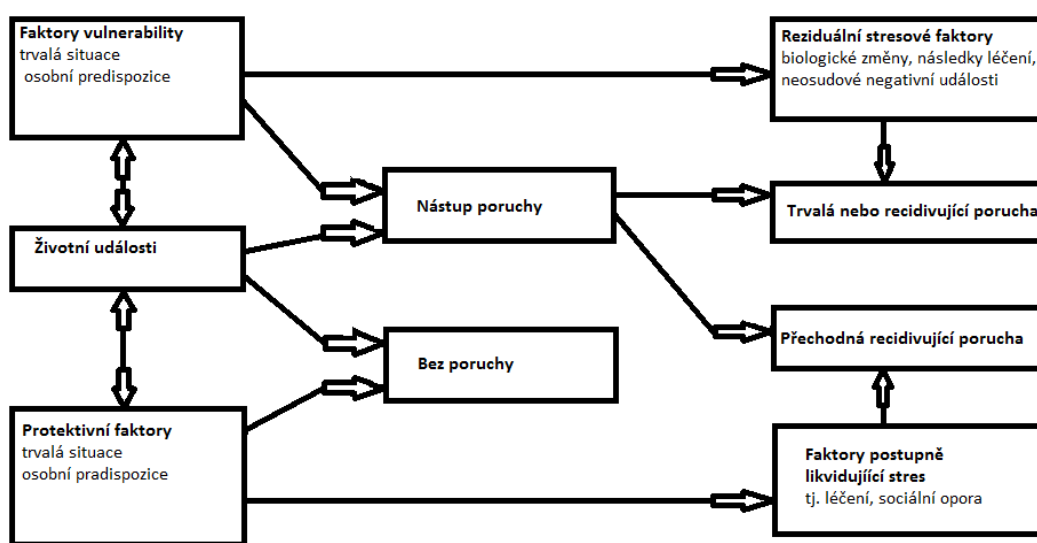 Faktory vulnerability
trvalá situace
osobní predispozice
Životní události
Protektivní faktory
trvalá situace
osobní pradispozice
Nástup poruchy
Bez poruchy
Reziduální stresové faktory
biologické změny, následky léčení,
neosudové negativní události
Trvalá nebo recidivující porucha
Přechodná recidivující porucha
Faktory postupně
likvidujíící stres
tj. léčení, sociální opora